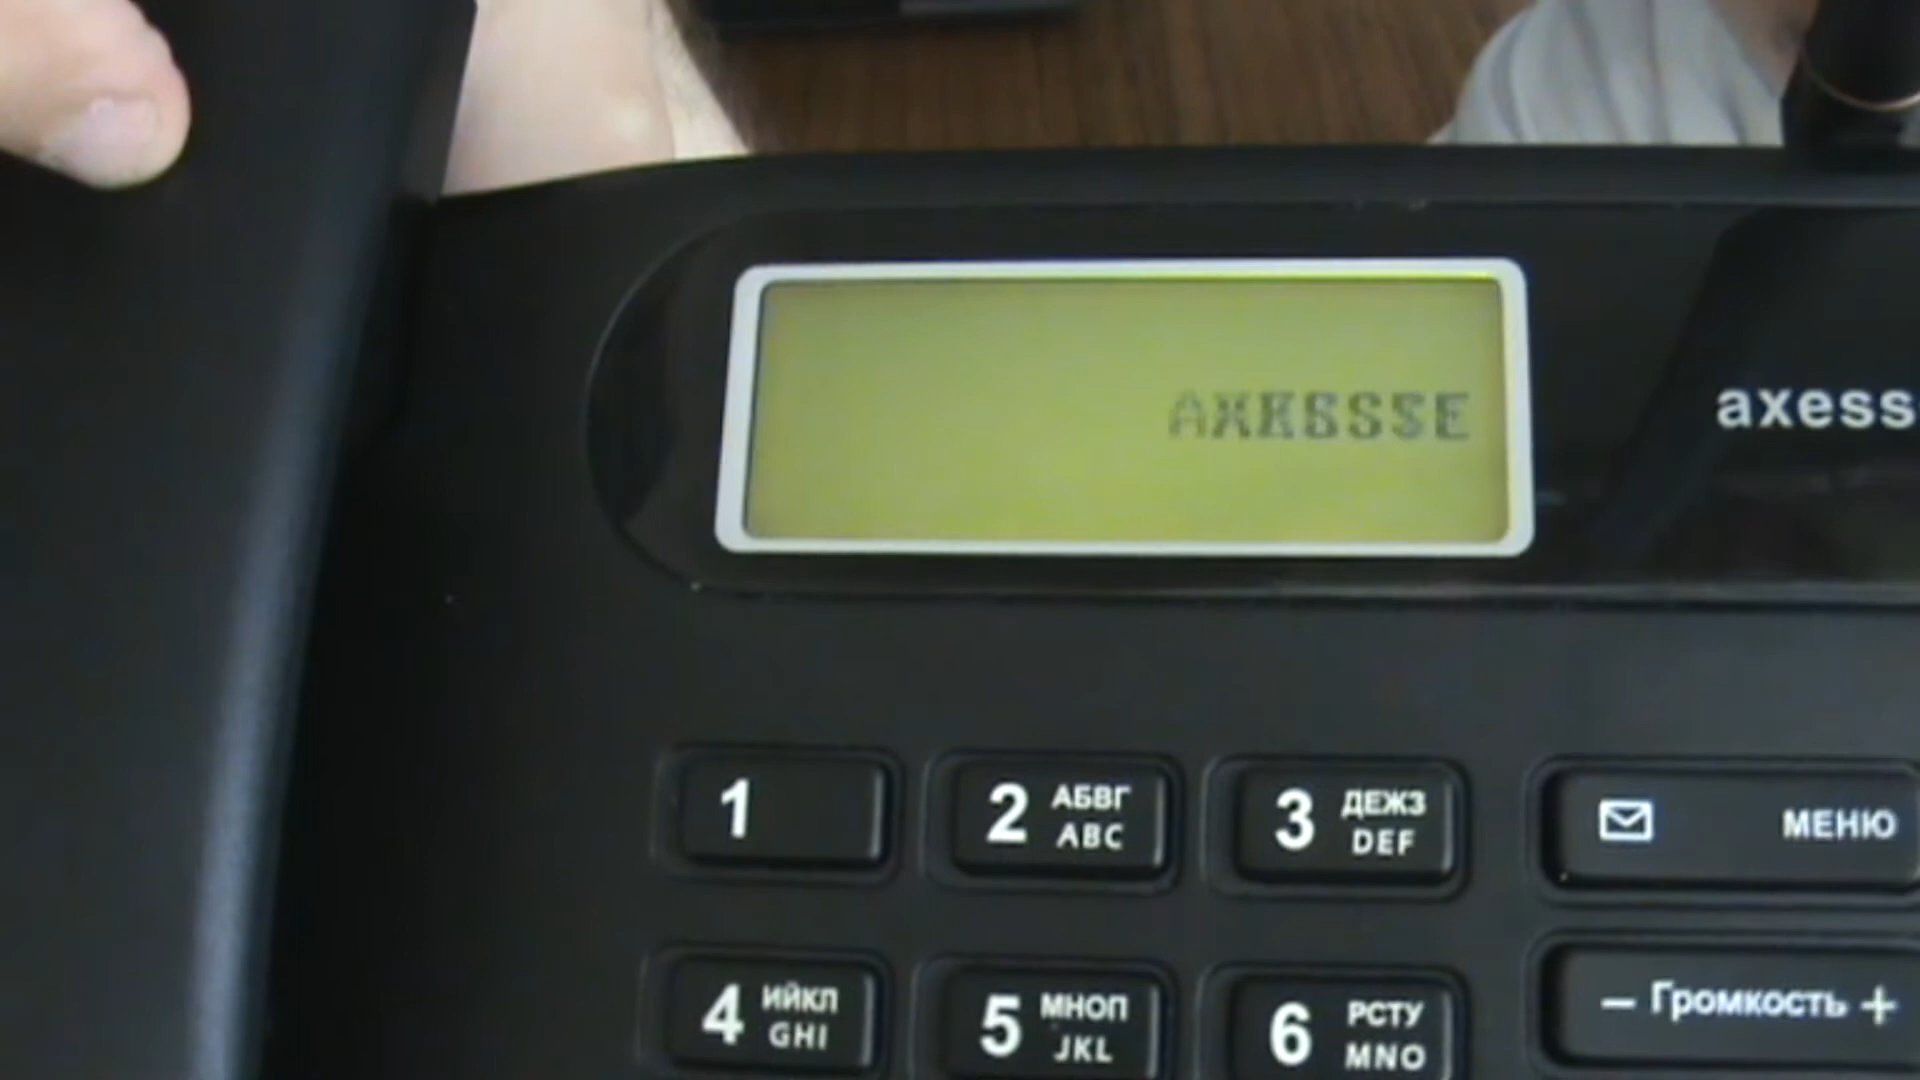 axess
1
2 АБВГ ABC
3 ДЕЖЗ DEF
МЕНЮ
4 ИЙКЛ GHI
5 МНОП JKL
6 РСТУ MNO
– Громкость +